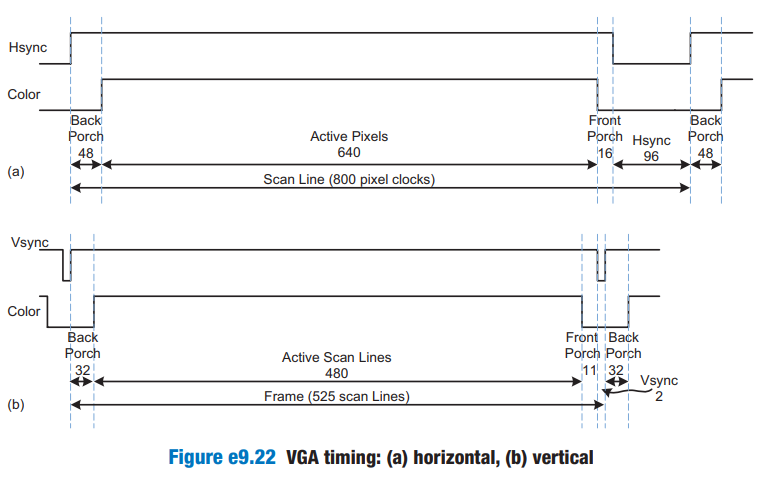 Hsync
Color
Back
Porch
48
Active Pixels
640
Front
Porch
16
Hsync
96
Back
Porch
48
(a)
Scan Line (800 pixel clocks)
Vsync
Color
Back
Porch
32
Active Scan Lines
480
Front
Porch
11
Back
Porch
32
Vsync
2
(b)
Frame (525 scan Lines)
Figure e9.22 VGA timing: (a) horizontal, (b) vertical